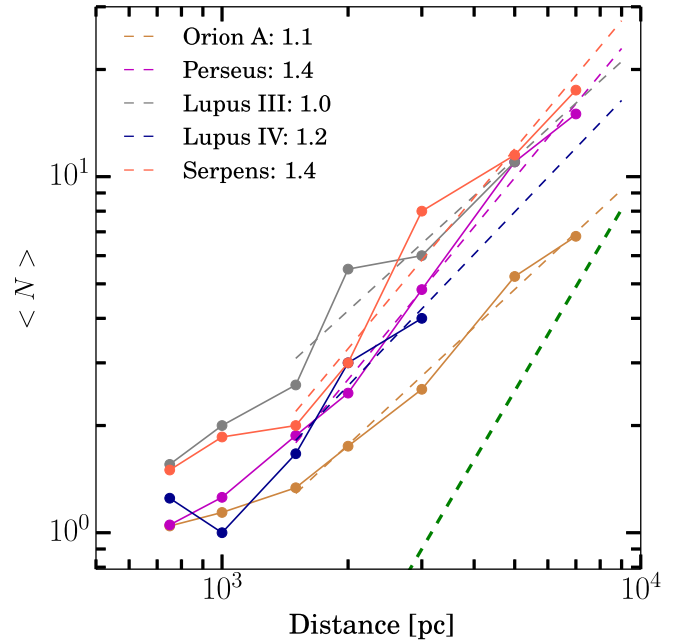 Orion A: 1.1
Perseus: 1.4
Lupus III: 1.0
Lupus IV: 1.2
Serpens: 1.4
10^1
10^0
< N >
10^3
10^4
Distance [pc]